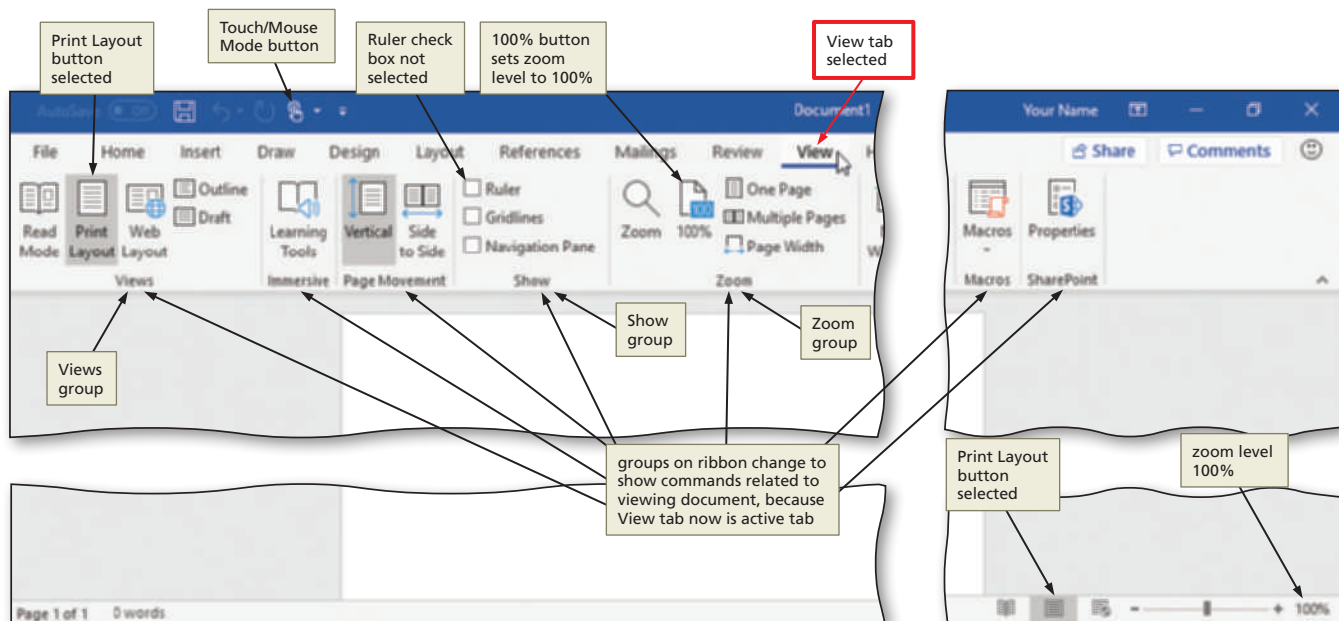 Print Layout
button
selected
Touch/Mouse
Mode button
Ruler check
box not
selected
100% button
sets zoom
level to 100%
View tab
selected
AutoSave Off
Document1
Your Name
File Home Insert Draw Design Layout References Mailings Review View H
Share Comments
Read
Mode
Print
Layout
Web
Layout
Outline
Draft
Learning
Tools
Vertical
Side
to Side
Ruler
Gridlines
Navigation Pane
Zoom
100
100%
One Page
Multiple Pages
Page Width
Macros
Properties
Views Immersive Page Movement Show Zoom Macros SharePoint
Views
group
Show
group
Zoom
group
groups on ribbon change to
show commands related to
viewing document, because
View tab now is active tab
Print Layout
button
selected
zoom level
100%
Page 1 of 1 0 words
- + 100%